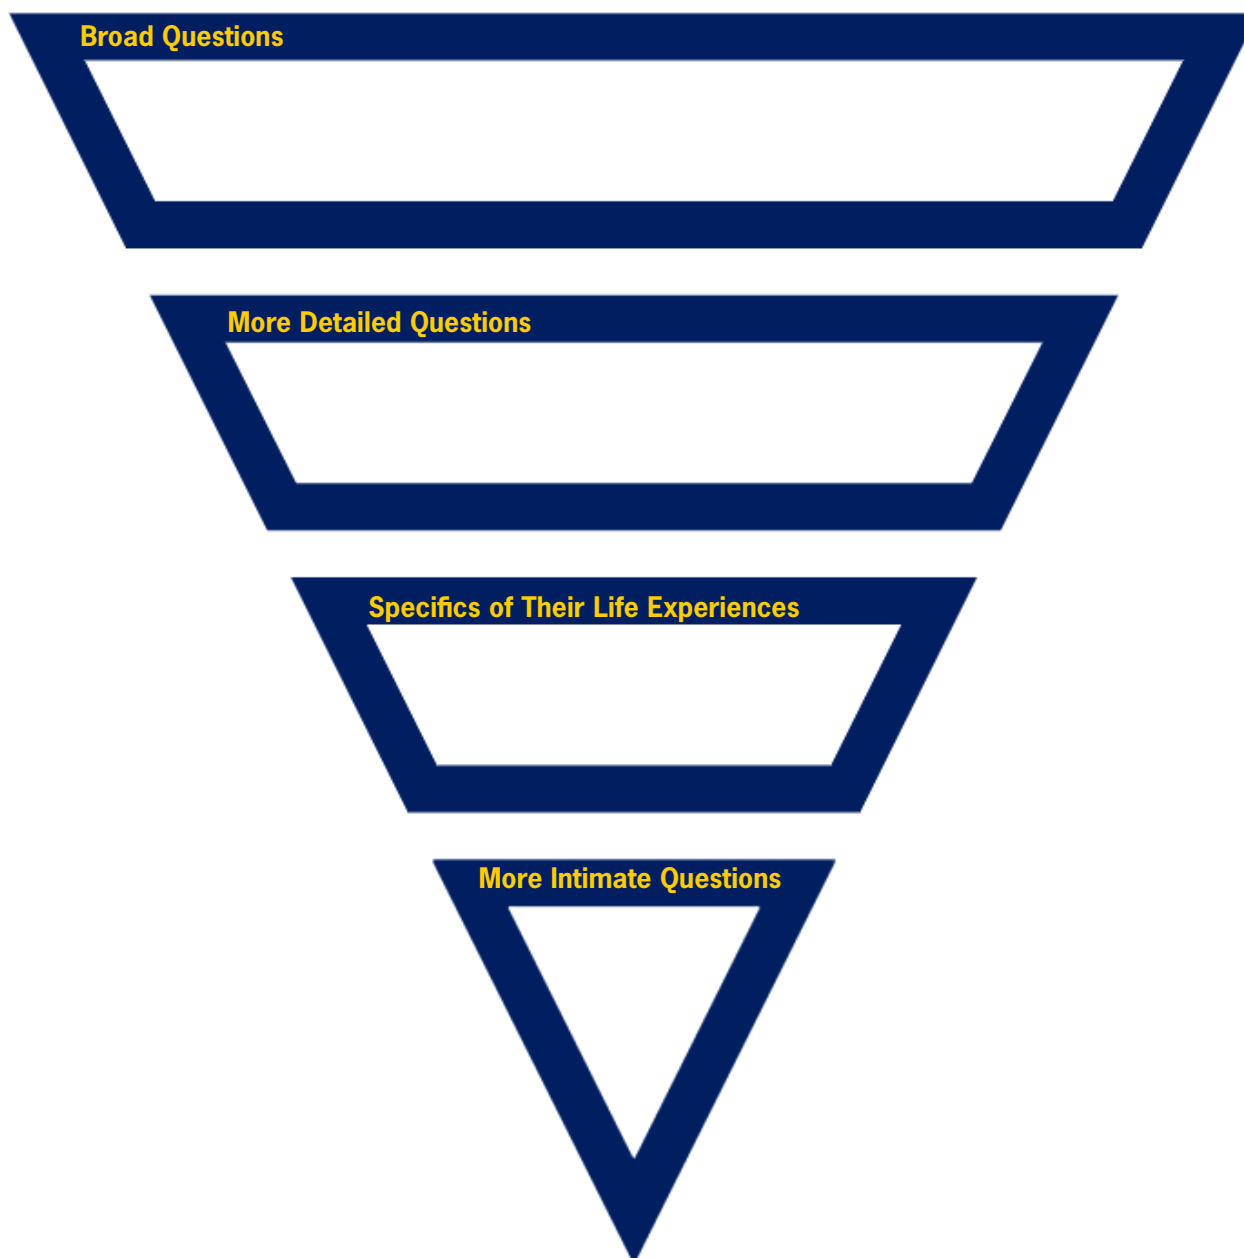 Broad Questions
More Detailed Questions
Specifics of Their Life Experiences
More Intimate Questions